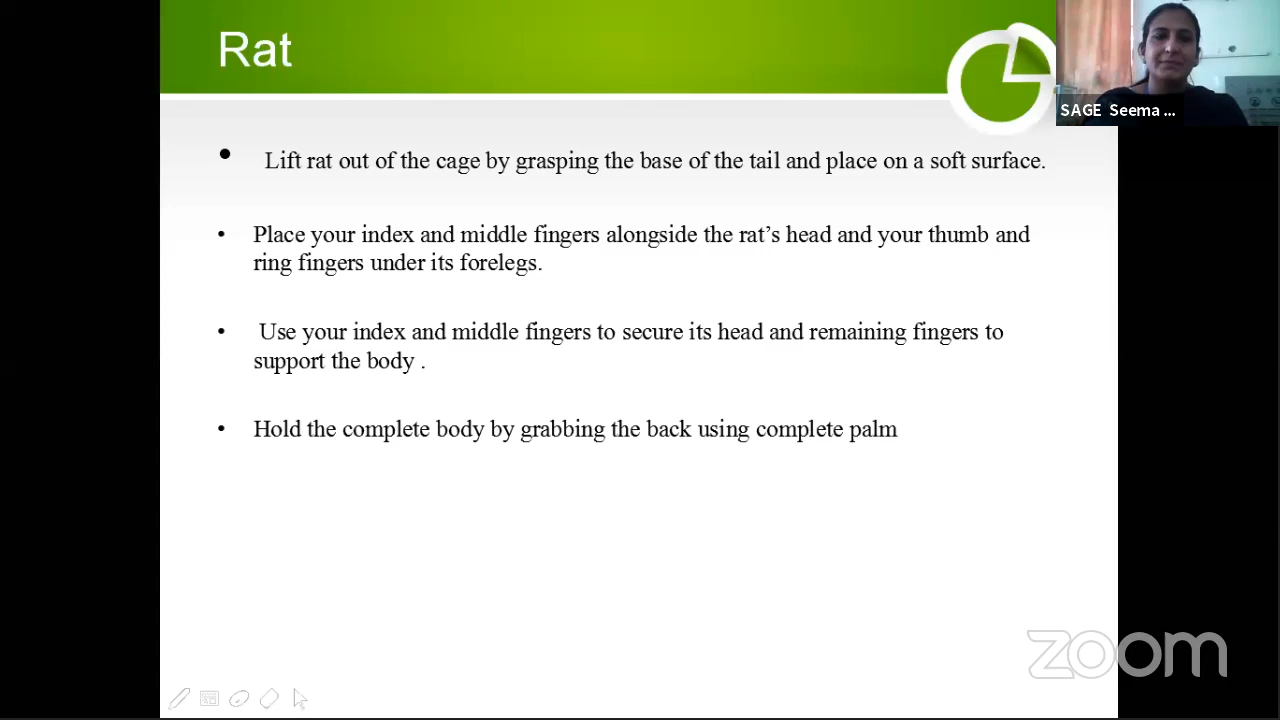 Rat
SAGE Seema ...
• Lift rat out of the cage by grasping the base of the tail and place on a soft surface.
• Place your index and middle fingers alongside the rat’s head and your thumb and
ring fingers under its forelegs.
• Use your index and middle fingers to secure its head and remaining fingers to
support the body .
• Hold the complete body by grabbing the back using complete palm
zoom